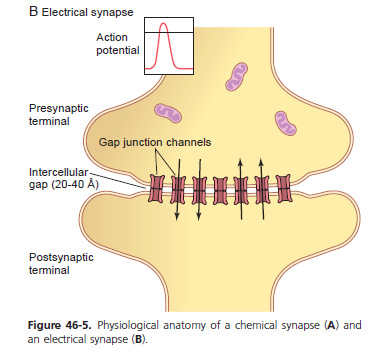 B Electrical synapse
Action
potential
Presynaptic
terminal
Gap junction channels
Intercellular
gap (20-40 Å)
Postsynaptic
terminal
Figure 46-5. Physiological anatomy of a chemical synapse (A) and
an electrical synapse (B).